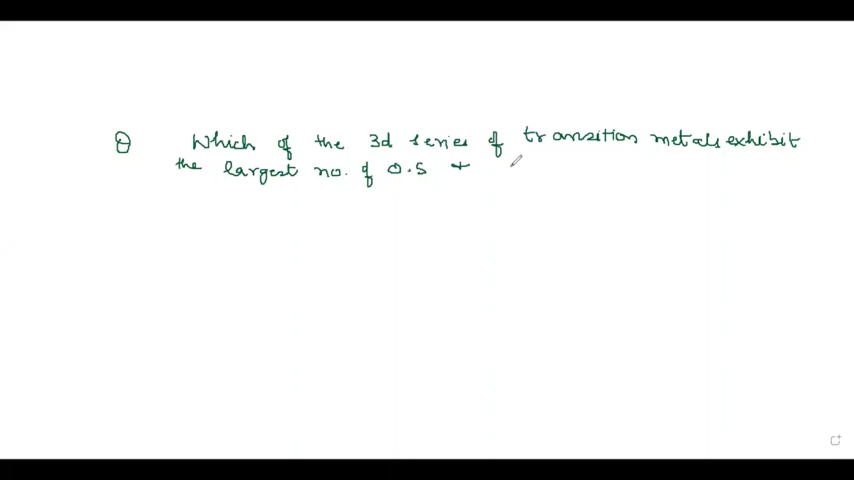 Q Which of the 3d series of transition metals exhibit
the largest no. of O.S +